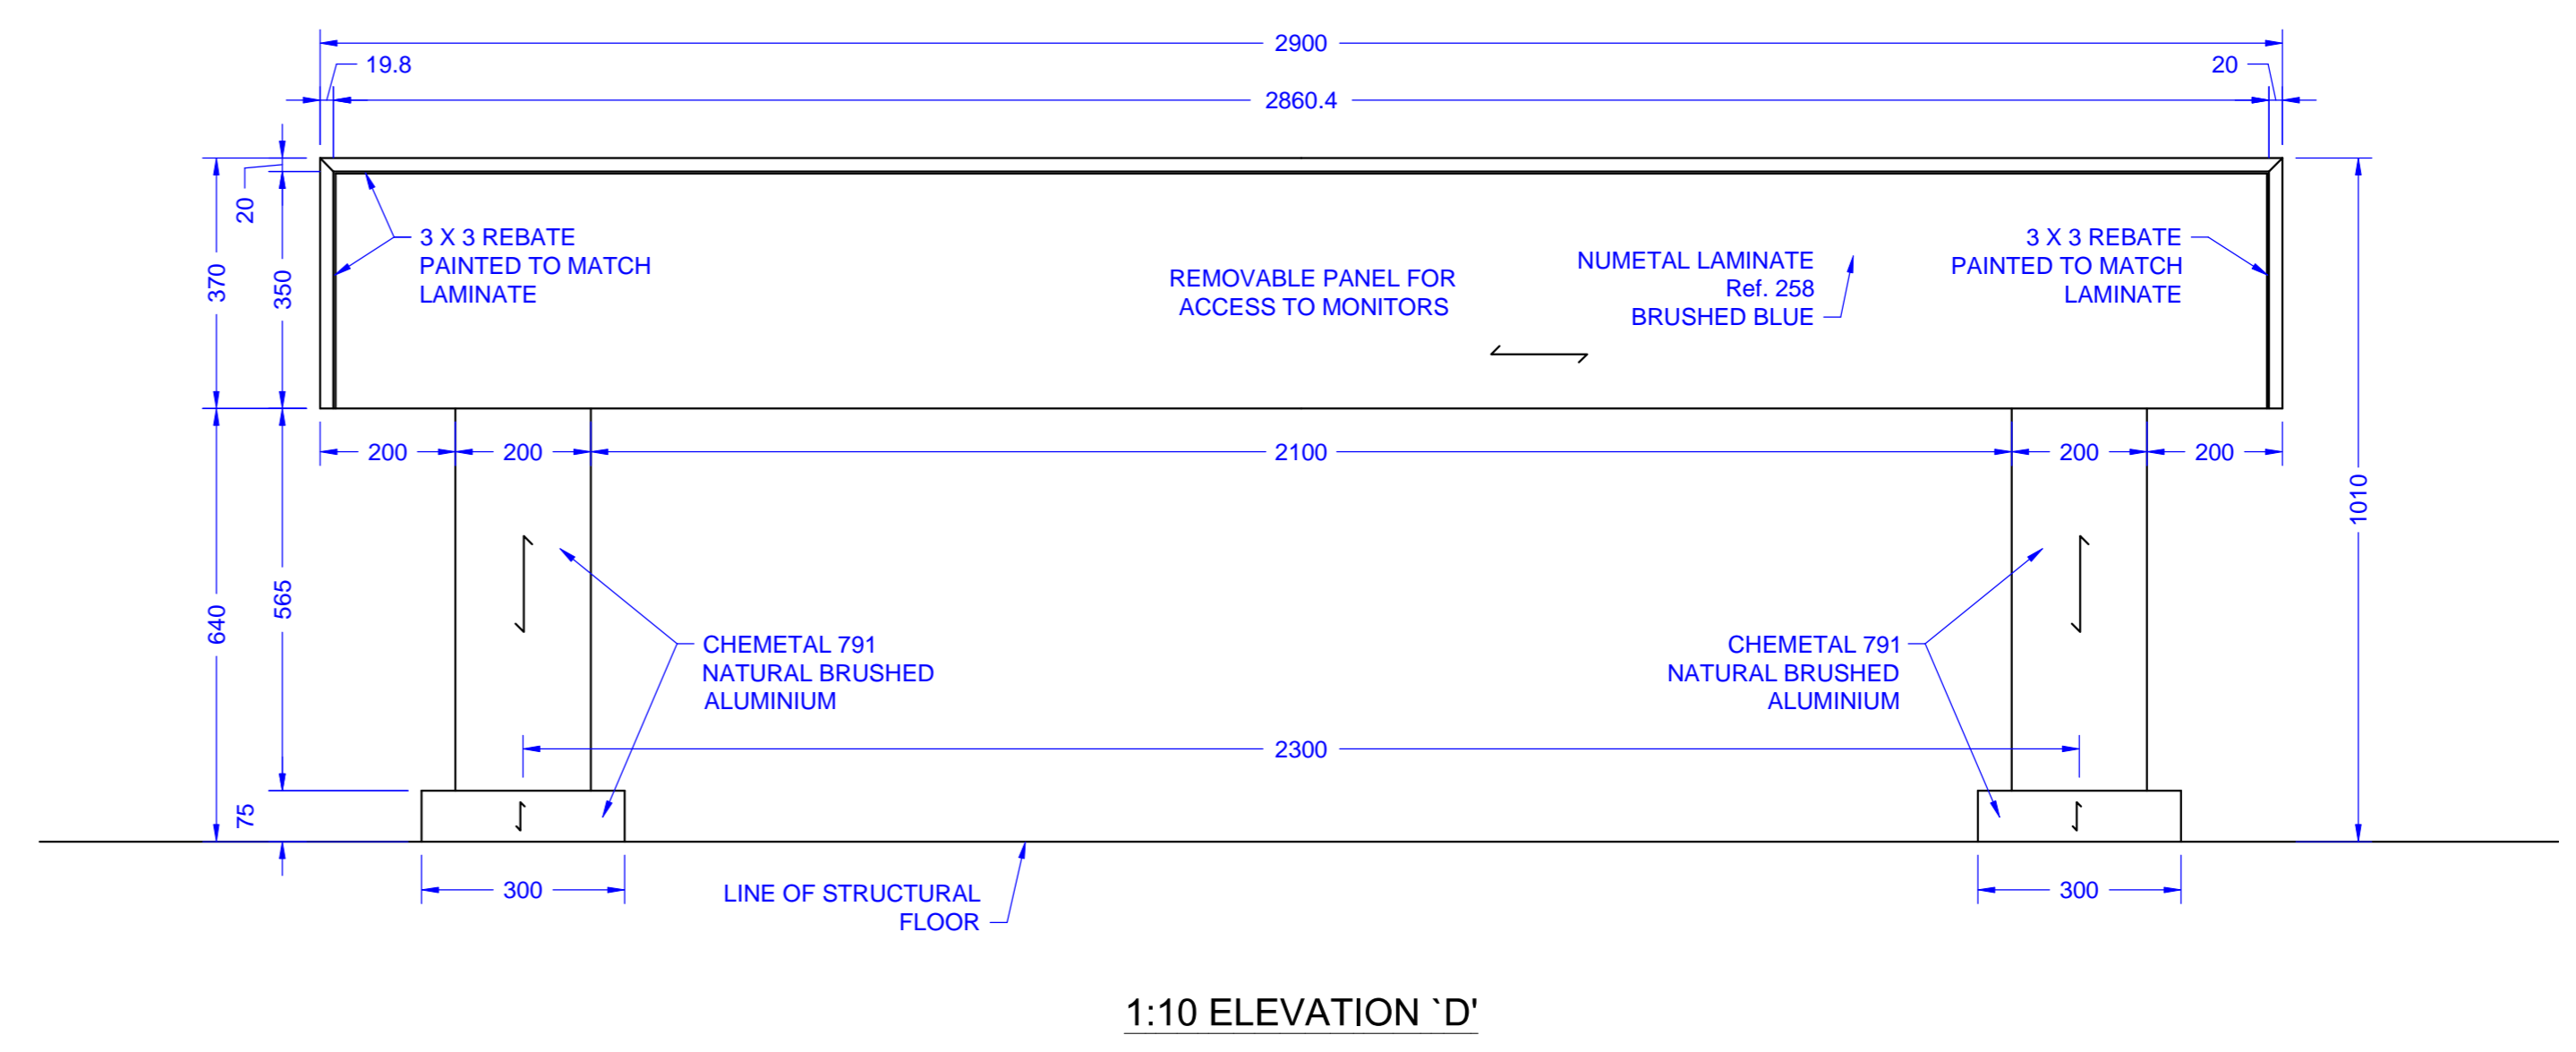 2900
19.8
20
2860.4
20
370
350
3 X 3 REBATE
PAINTED TO MATCH
LAMINATE
REMOVABLE PANEL FOR
ACCESS TO MONITORS
NUMETAL LAMINATE
Ref. 258
BRUSHED BLUE
3 X 3 REBATE
PAINTED TO MATCH
LAMINATE
200
200
2100
200
200
1010
640
565
CHEMETAL 791
NATURAL BRUSHED
ALUMINIUM
CHEMETAL 791
NATURAL BRUSHED
ALUMINIUM
2300
75
300
LINE OF STRUCTURAL
FLOOR
300
1:10 ELEVATION `D'